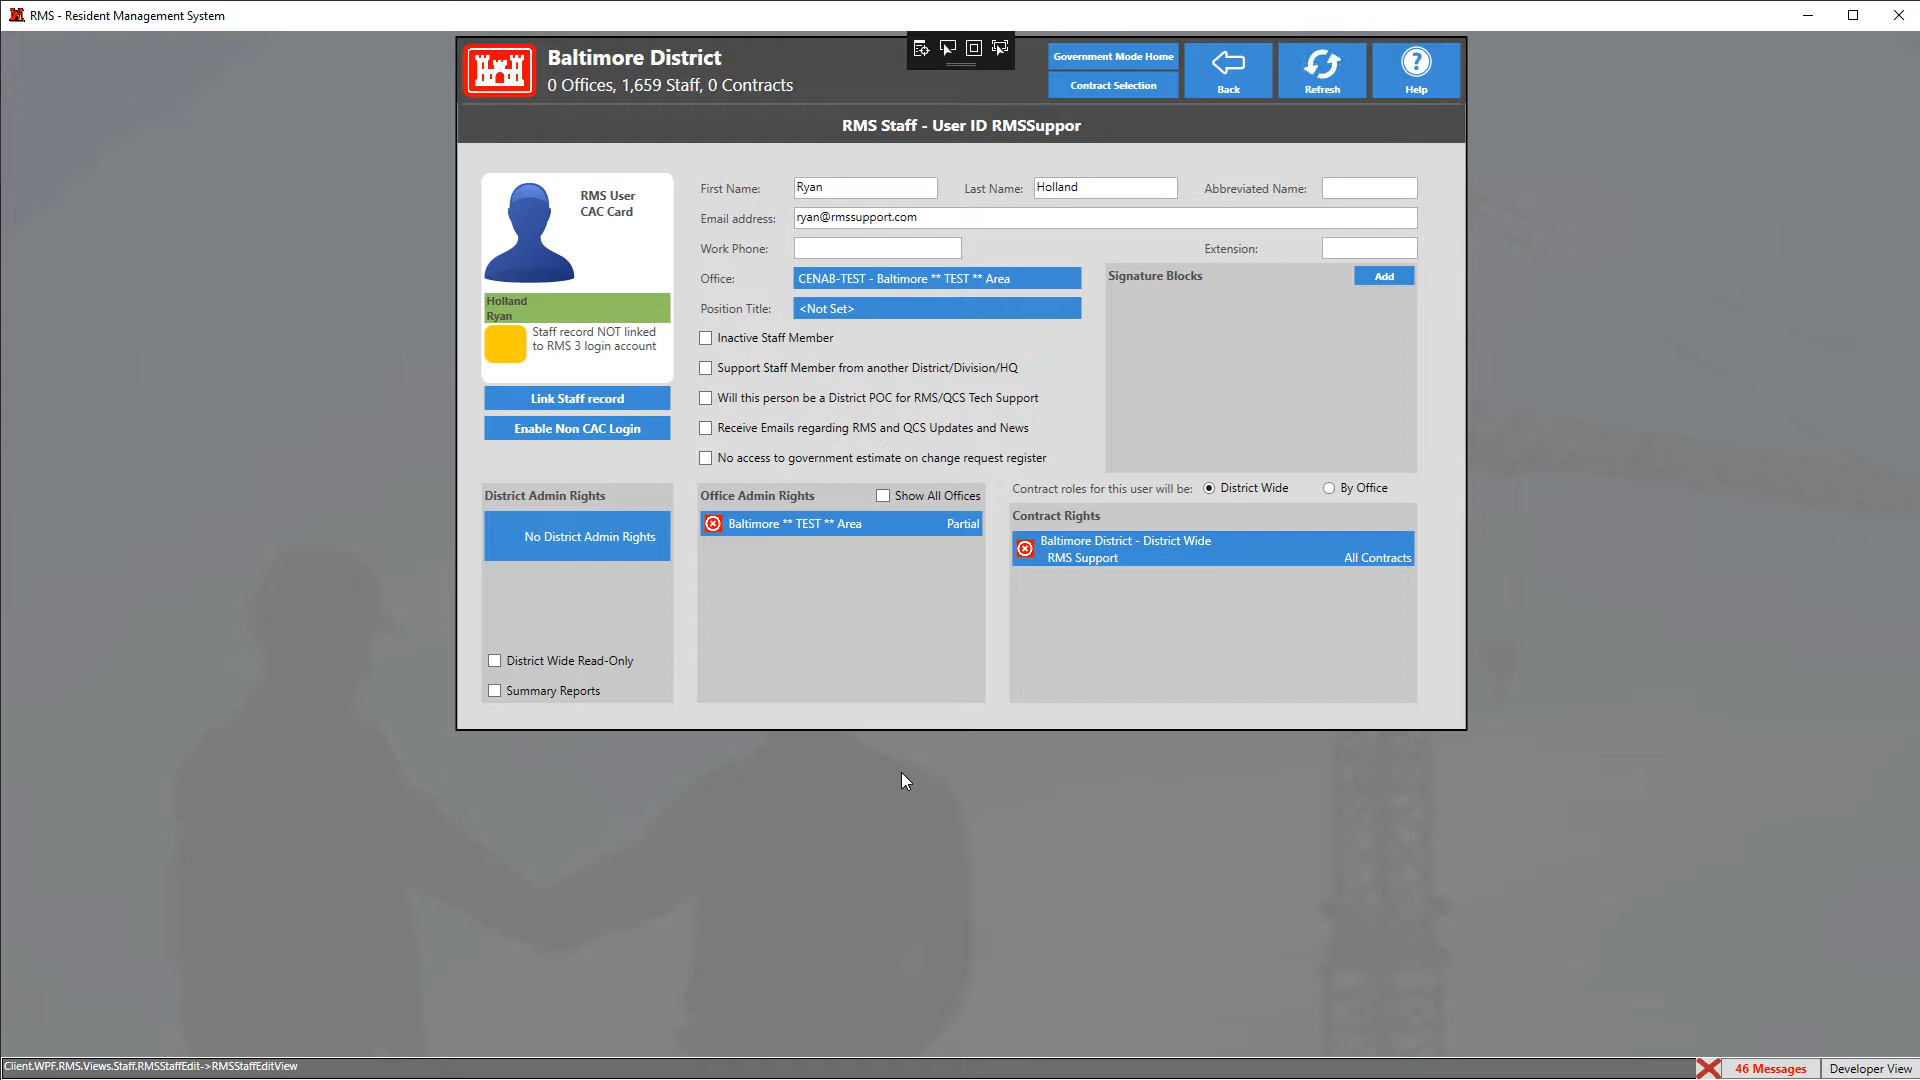 RMS - Resident Management System
Baltimore District
0 Offices, 1,659 Staff, 0 Contracts
Government Mode Home
Contract Selection
Back
Refresh
Help
RMS Staff - User ID RMSSuppor
RMS User
CAC Card
Holland
Ryan
Staff record NOT linked
to RMS 3 login account
Link Staff record
Enable Non CAC Login
First Name: Ryan Last Name: Holland Abbreviated Name:
Email address: ryan@rmssupport.com
Work Phone: Extension:
Office: CENAB-TEST - Baltimore ** TEST ** Area
Position Title: <Not Set>
Signature Blocks Add
Inactive Staff Member
Support Staff Member from another District/Division/HQ
Will this person be a District POC for RMS/QCS Tech Support
Receive Emails regarding RMS and QCS Updates and News
No access to government estimate on change request register
District Admin Rights
No District Admin Rights
District Wide Read-Only
Summary Reports
Office Admin Rights Show All Offices
Baltimore ** TEST ** Area Partial
Contract roles for this user will be: District Wide By Office
Contract Rights
Baltimore District - District Wide
RMS Support All Contracts
Client.WPF.RMS.Views.Staff.RMSStaffEdit->RMSStaffEditView
46 Messages
Developer View